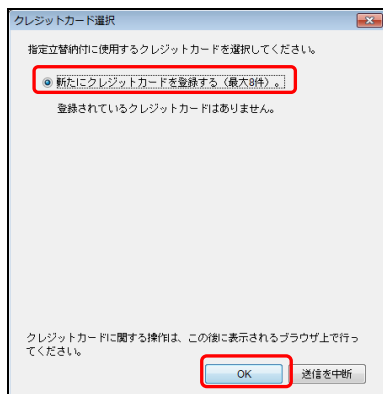 クレジットカード選択
指定立替納付に使用するクレジットカードを選択してください。
新たにクレジットカードを登録する（最大8件）。
登録されているクレジットカードはありません。
クレジットカードに関する操作は、この後に表示されるブラウザ上で行っ
てください。
OK
送信を中断